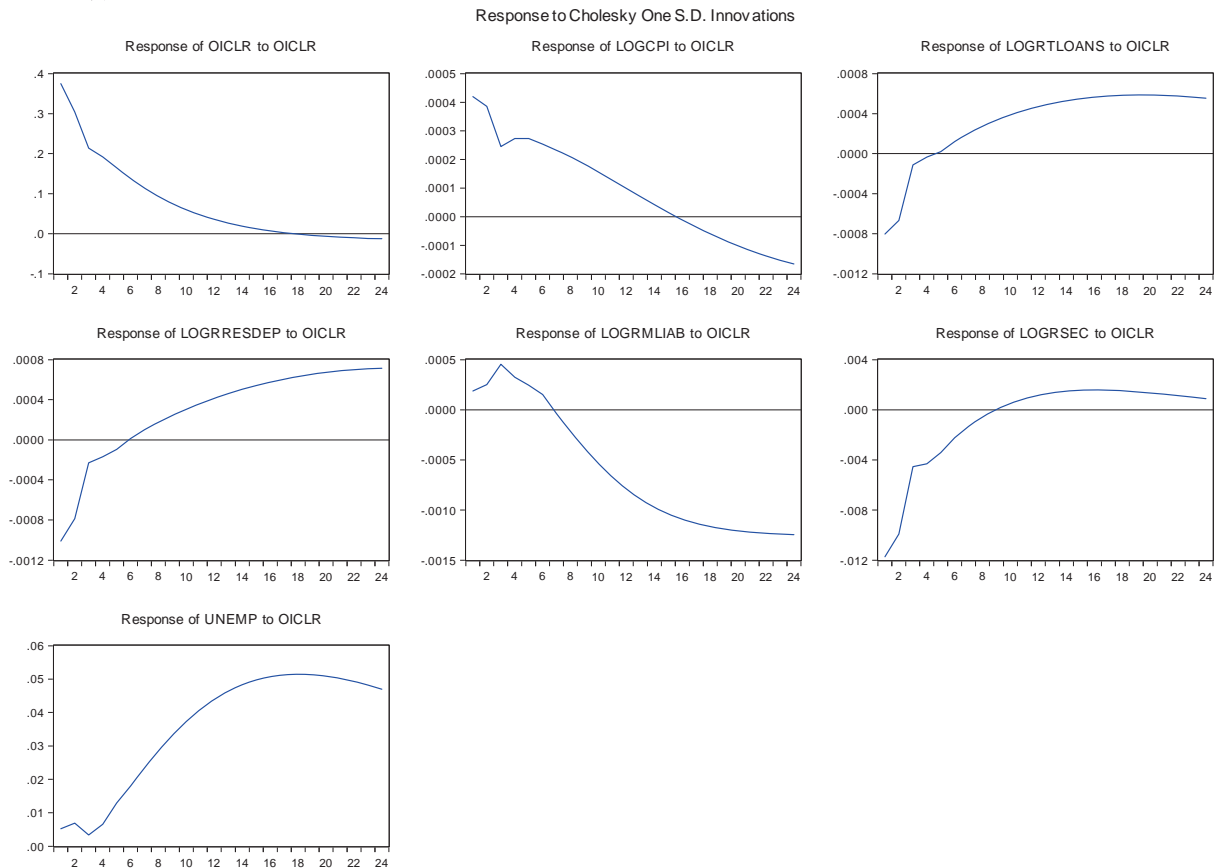 Response to Cholesky One S.D. Innovations
Response of OICLR to OICLR
.4
.3
.2
.1
.0
-.1
2 4 6 8 10 12 14 16 18 20 22 24
Response of LOGCPI to OICLR
.0005
.0004
.0003
.0002
.0001
.0000
-.0001
-.0002
2 4 6 8 10 12 14 16 18 20 22 24
Response of LOGRTLOANS to OICLR
.0008
.0004
.0000
-.0004
-.0008
-.0012
2 4 6 8 10 12 14 16 18 20 22 24
Response of LOGRRESDEP to OICLR
.0008
.0004
.0000
-.0004
-.0008
-.0012
2 4 6 8 10 12 14 16 18 20 22 24
Response of LOGRMLIAB to OICLR
.0005
.0000
-.0005
-.0010
-.0015
2 4 6 8 10 12 14 16 18 20 22 24
Response of LOGRSEC to OICLR
.004
.000
-.004
-.008
-.012
2 4 6 8 10 12 14 16 18 20 22 24
Response of UNEMP to OICLR
.06
.05
.04
.03
.02
.01
.00
2 4 6 8 10 12 14 16 18 20 22 24